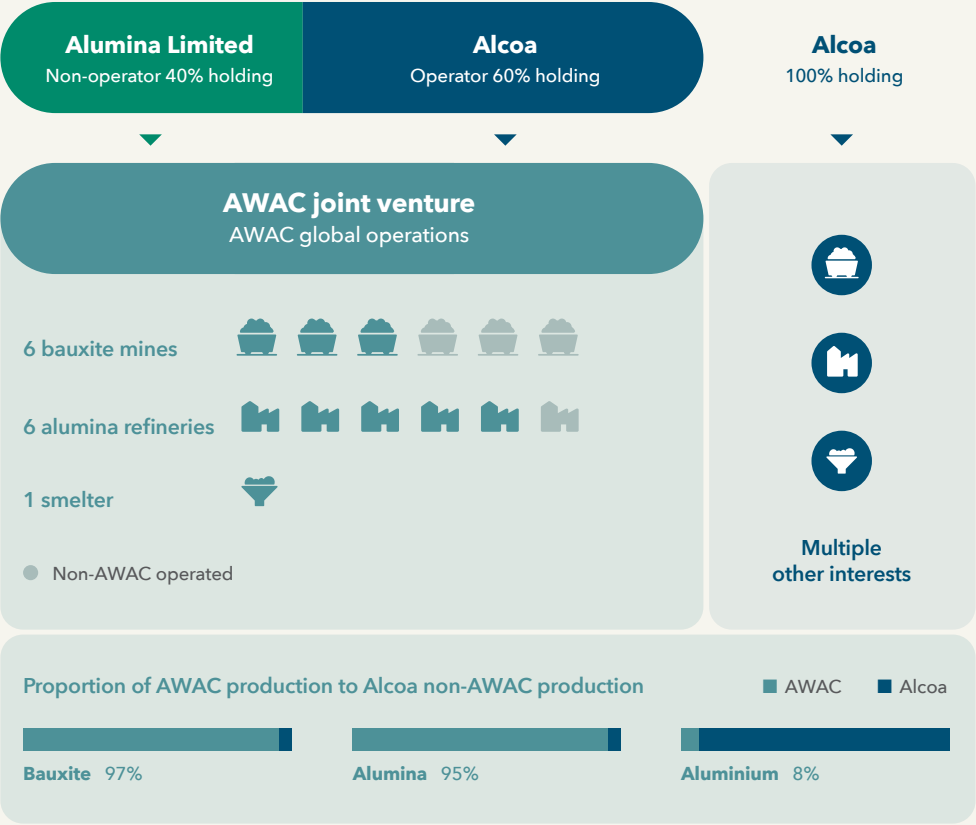 Alumina Limited
Non-operator 40% holding
Alcoa
Operator 60% holding
Alcoa
100% holding
AWAC joint venture
AWAC global operations
6 bauxite mines
6 alumina refineries
1 smelter
Non-AWAC operated
Multiple
other interests
Proportion of AWAC production to Alcoa non-AWAC production
AWAC
Alcoa
Bauxite 97%
Alumina 95%
Aluminium 8%